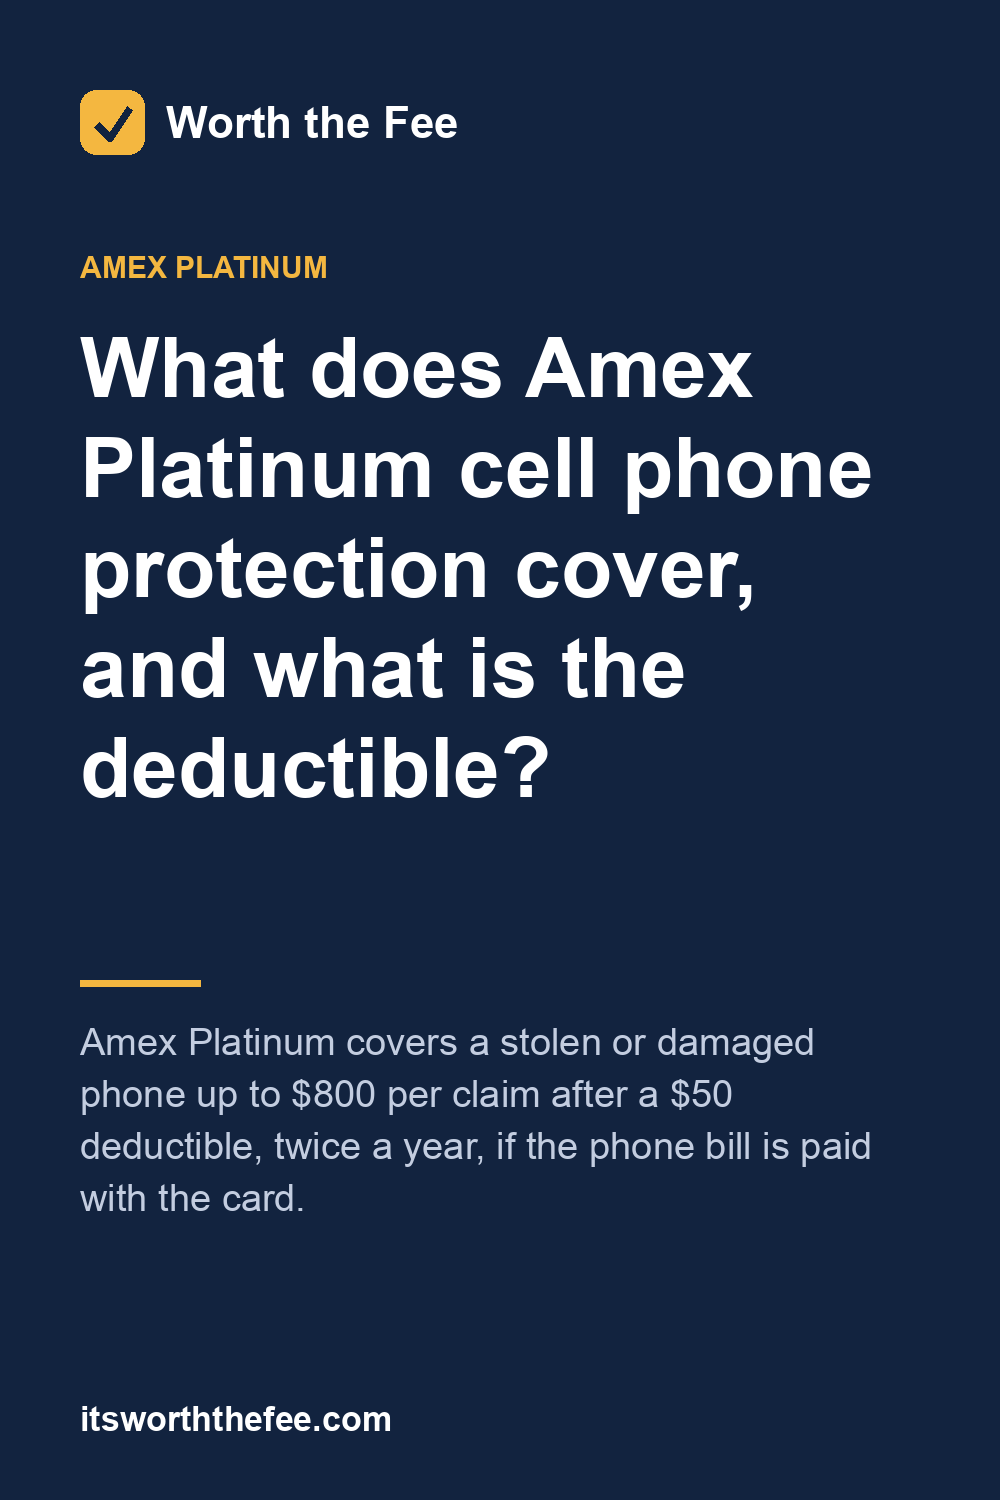 Worth the Fee
AMEX PLATINUM
What does Amex
Platinum cell phone
protection cover,
and what is the
deductible?
Amex Platinum covers a stolen or damaged
phone up to $800 per claim after a $50
deductible, twice a year, if the phone bill is paid
with the card.
itsworththefee.com